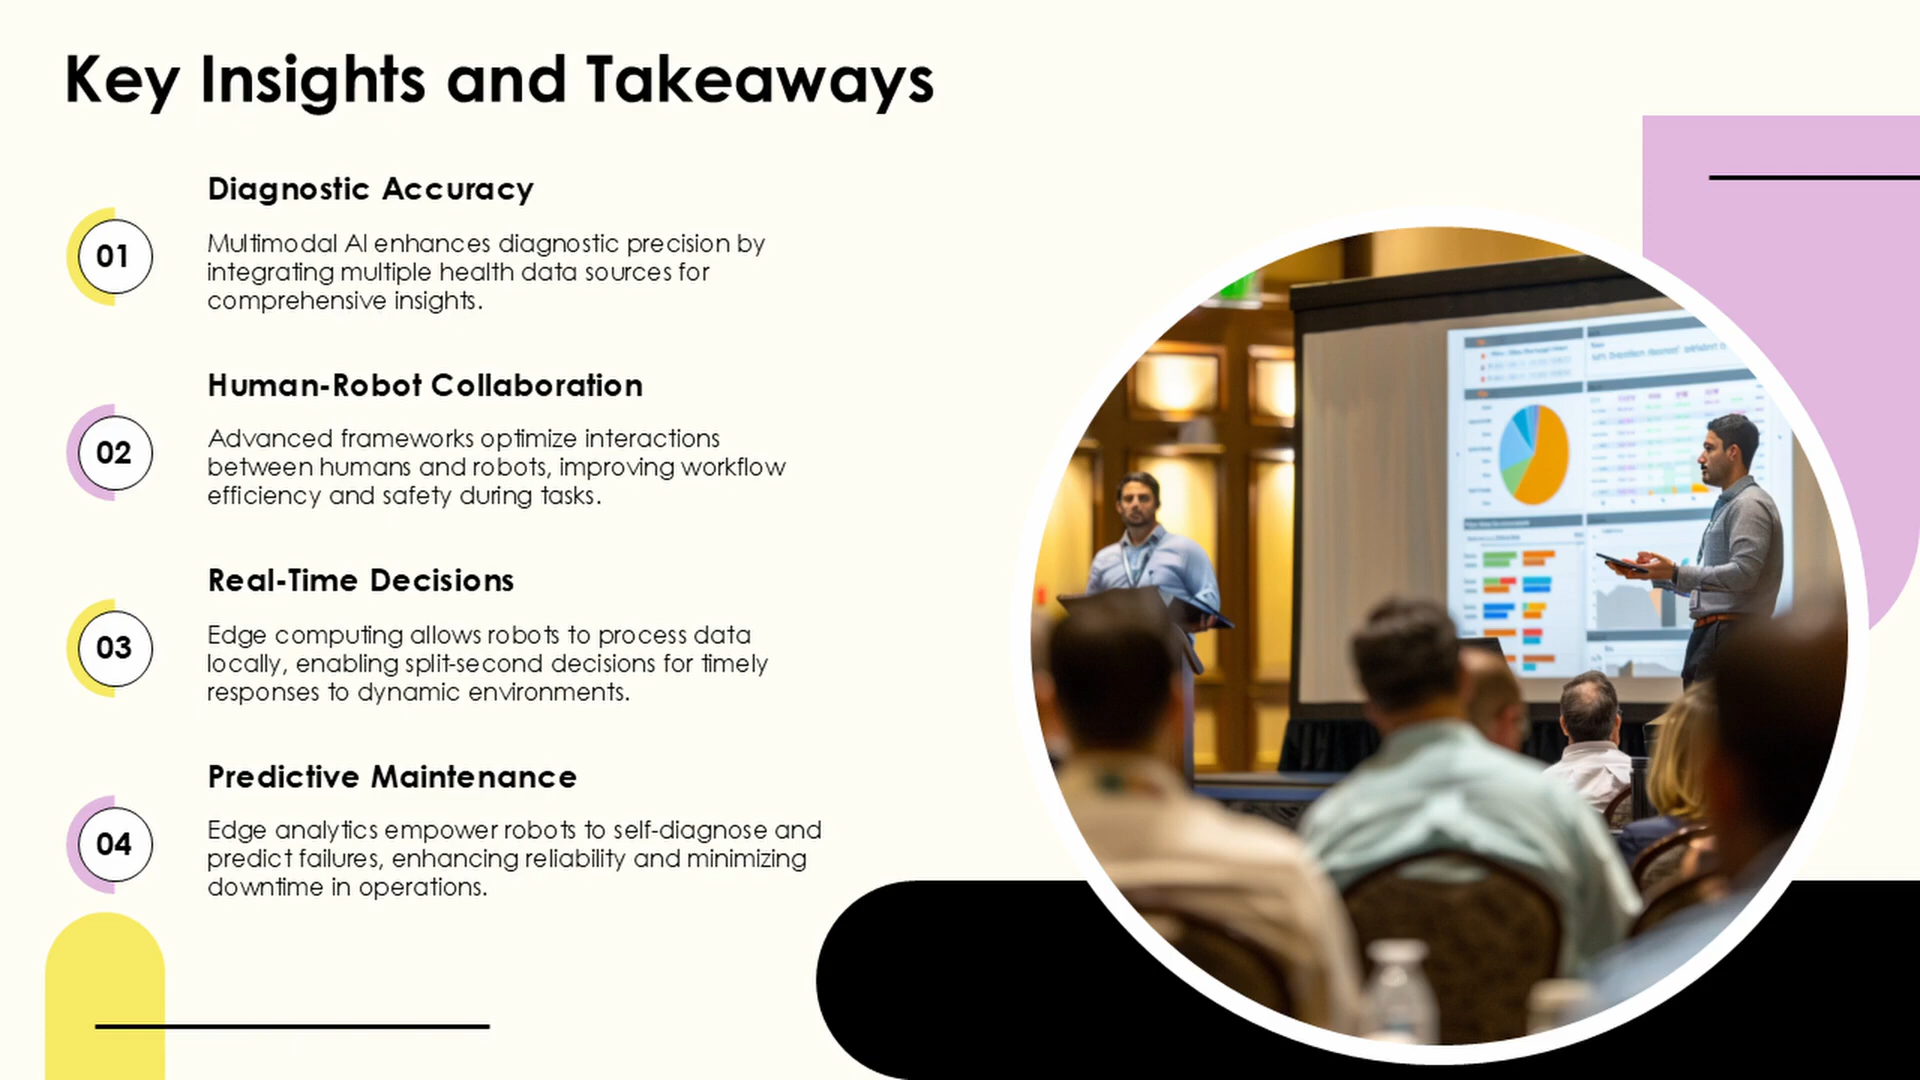 Key Insights and Takeaways
01
Diagnostic Accuracy
Multimodal AI enhances diagnostic precision by
integrating multiple health data sources for
comprehensive insights.
02
Human-Robot Collaboration
Advanced frameworks optimize interactions
between humans and robots, improving workflow
efficiency and safety during tasks.
03
Real-Time Decisions
Edge computing allows robots to process data
locally, enabling split-second decisions for timely
responses to dynamic environments.
04
Predictive Maintenance
Edge analytics empower robots to self-diagnose and
predict failures, enhancing reliability and minimizing
downtime in operations.